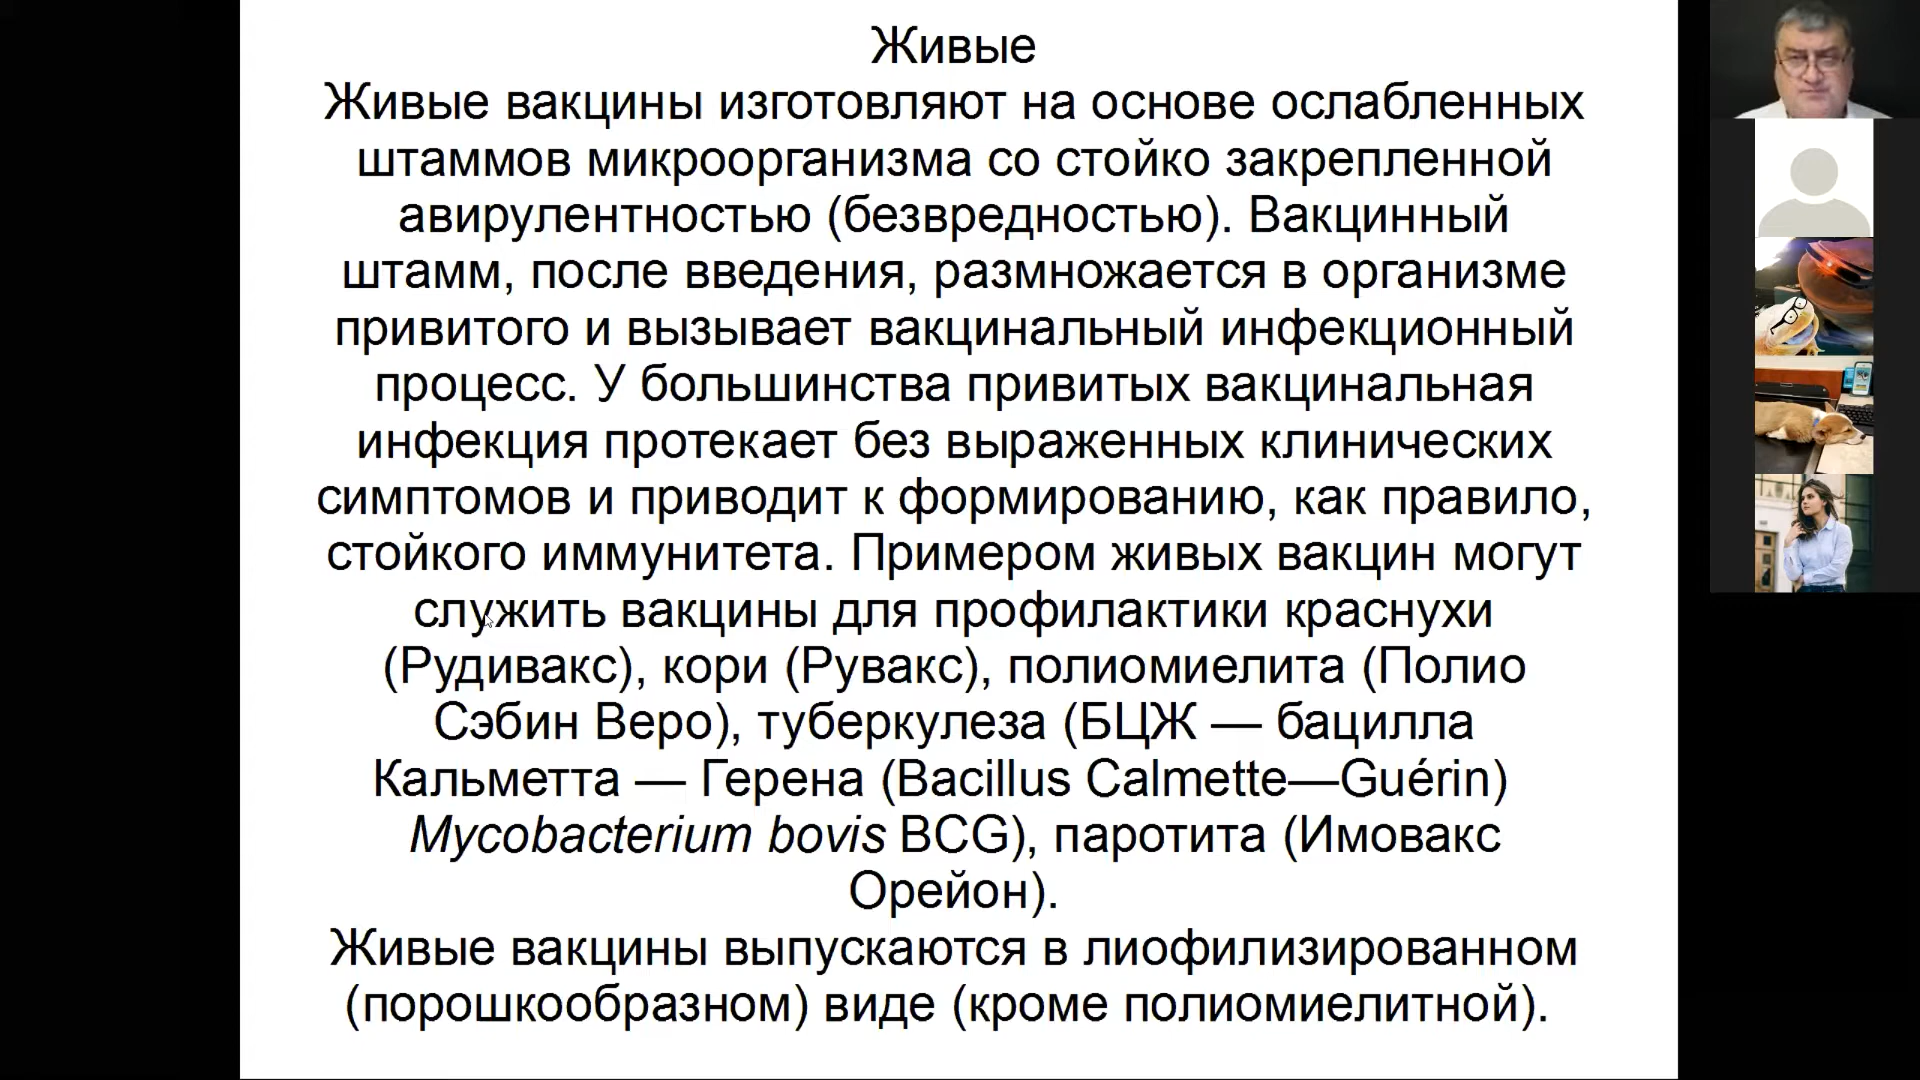 Живые
Живые вакцины изготовляют на основе ослабленных
штаммов микроорганизма со стойко закрепленной
авирулентностью (безвредностью). Вакцинный
штамм, после введения, размножается в организме
привитого и вызывает вакцинальный инфекционный
процесс. У большинства привитых вакцинальная
инфекция протекает без выраженных клинических
симптомов и приводит к формированию, как правило,
стойкого иммунитета. Примером живых вакцин могут
служить вакцины для профилактики краснухи
(Рудивакс), кори (Рувакс), полиомиелита (Полио
Сэбин Веро), туберкулеза (БЦЖ — бацилла
Кальметта — Герена (Bacillus Calmette—Guérin)
Mycobacterium bovis BCG), паротита (Имовакс
Орейон).
Живые вакцины выпускаются в лиофилизированном
(порошкообразном) виде (кроме полиомиелитной).